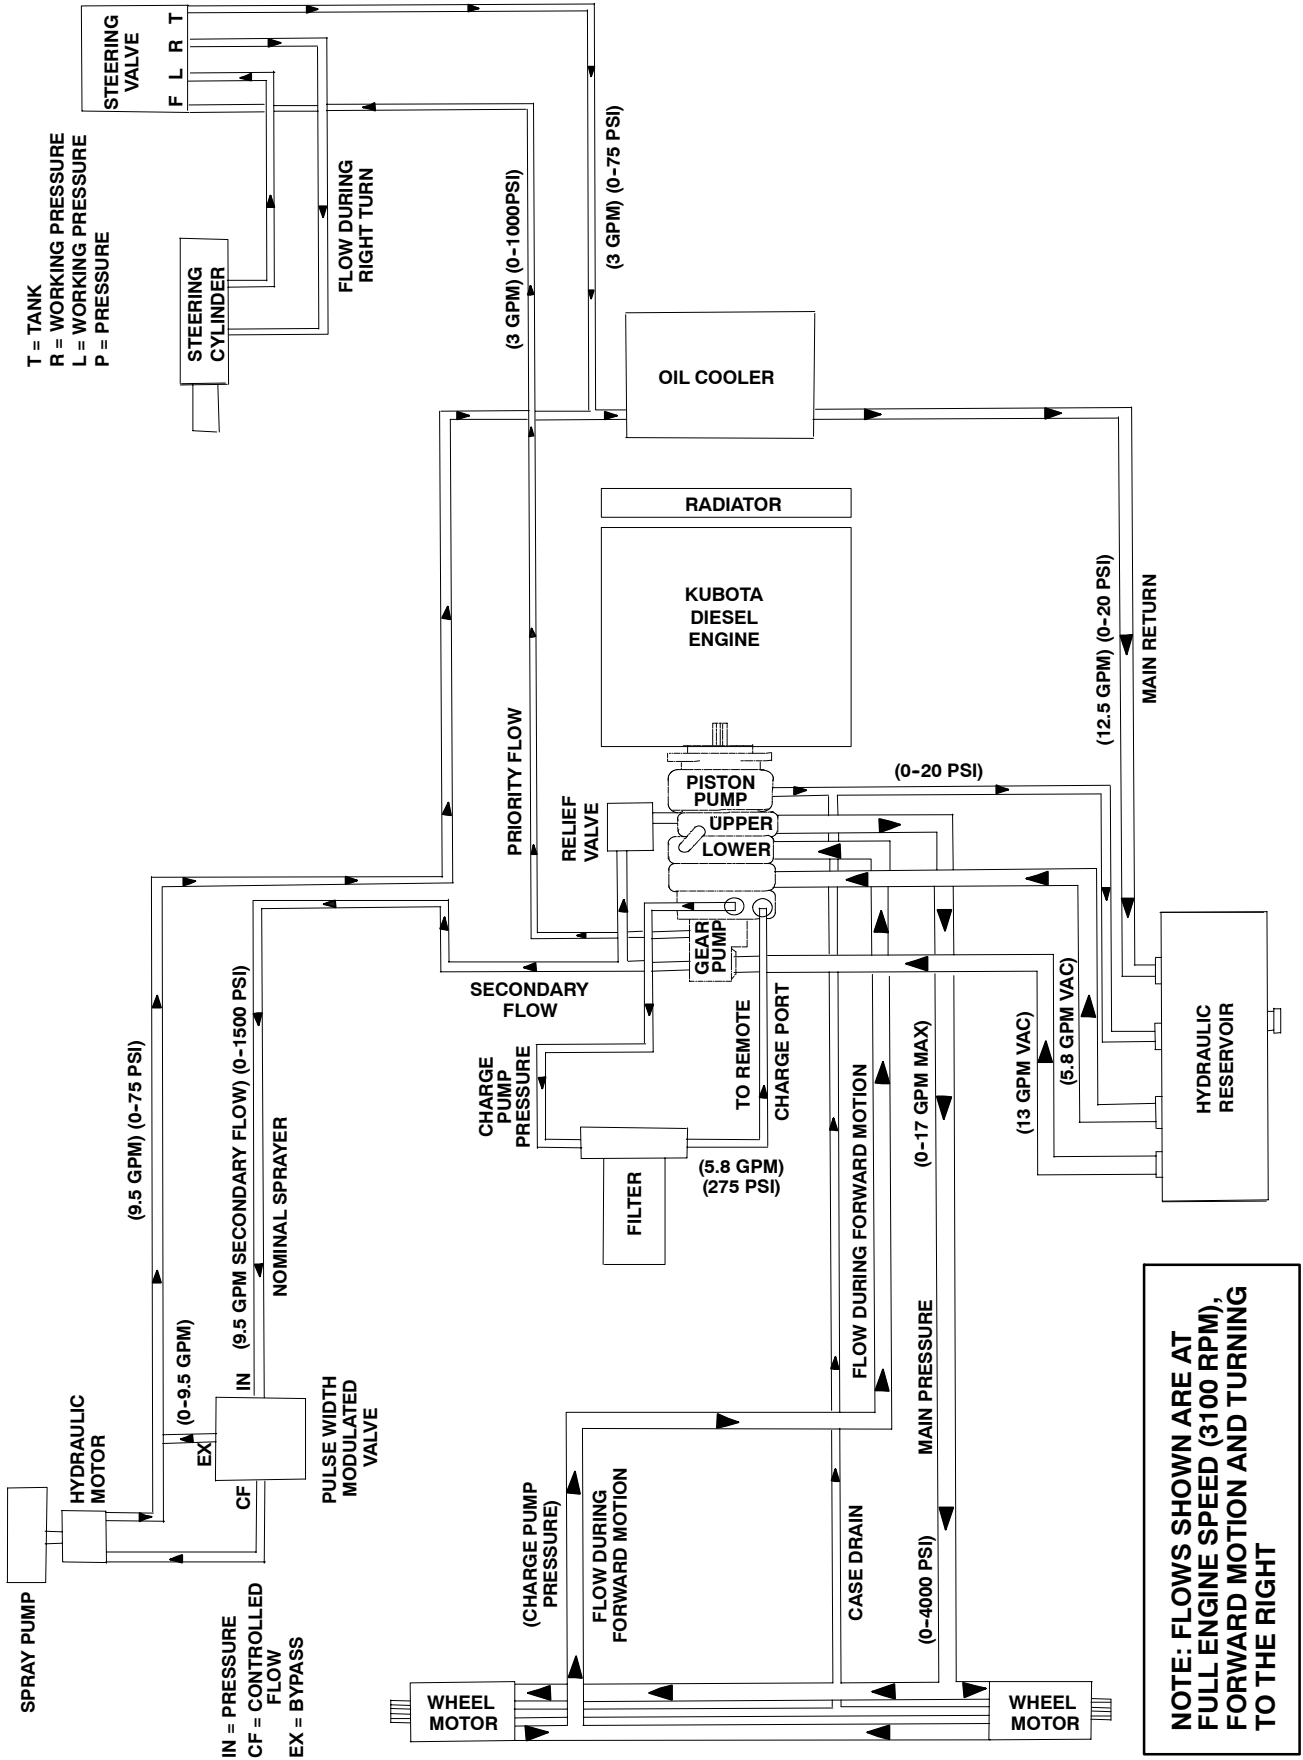 STEERING
VALVE
F L R T
T = TANK
R = WORKING PRESSURE
L = WORKING PRESSURE
P = PRESSURE
STEERING
CYLINDER
FLOW DURING
RIGHT TURN
(3 GPM) (0-1000PSI)
(3 GPM) (0-75 PSI)
OIL COOLER
RADIATOR
KUBOTA
DIESEL
ENGINE
(12.5 GPM) (0-20 PSI)
MAIN RETURN
PRIORITY FLOW
RELIEF
VALVE
PISTON
PUMP
UPPER
LOWER
(0-20 PSI)
GEAR
PUMP
SECONDARY
FLOW
CHARGE
PUMP
PRESSURE
TO REMOTE
CHARGE PORT
(5.8 GPM)
(275 PSI)
FILTER
(13 GPM VAC)
(5.8 GPM VAC)
HYDRAULIC
RESERVOIR
(9.5 GPM) (0-75 PSI)
(9.5 GPM SECONDARY FLOW) (0-1500 PSI)
NOMINAL SPRAYER
(0-9.5 GPM)
IN
EX
CF
PULSE WIDTH
MODULATED
VALVE
HYDRAULIC
MOTOR
SPRAY PUMP
IN = PRESSURE
CF = CONTROLLED
FLOW
EX = BYPASS
FLOW DURING FORWARD MOTION
(0-17 GPM MAX)
MAIN PRESSURE
(0-4000 PSI)
CASE DRAIN
(CHARGE PUMP
PRESSURE)
FLOW DURING
FORWARD MOTION
WHEEL
MOTOR
WHEEL
MOTOR
NOTE: FLOWS SHOWN ARE AT
FULL ENGINE SPEED (3100 RPM),
FORWARD MOTION AND TURNING
TO THE RIGHT